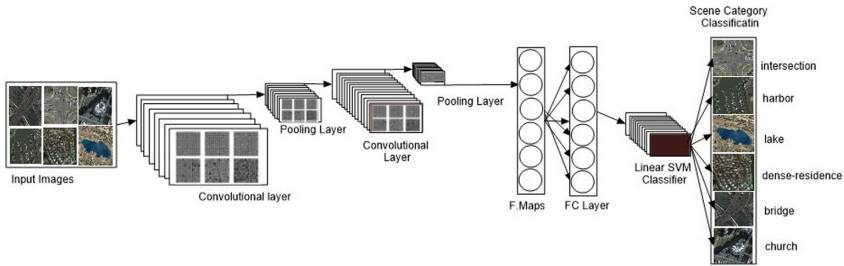 Scene Category
Classificatin
Input Images
Convolutional layer
Pooling Layer
Convolutional
Layer
Pooling Layer
F.Maps
FC Layer
Linear SVM
Classifier
intersection
harbor
lake
dense-residence
bridge
church